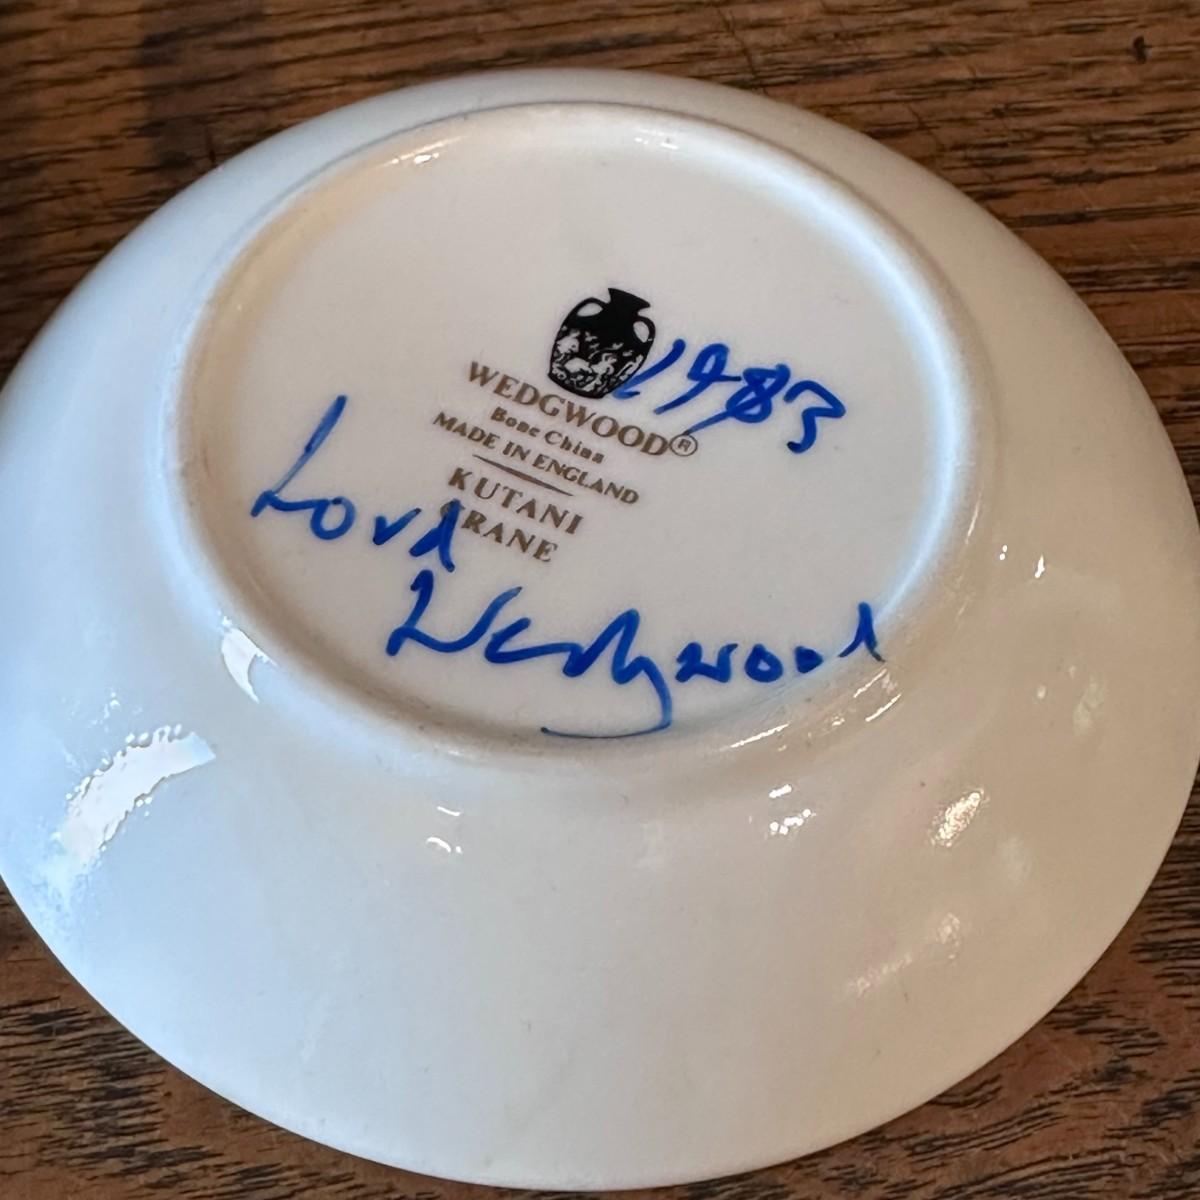 1983
WEDGWOOD®
Bone China
MADE IN ENGLAND
KUTANI
CRANE
Lord
Wedgwood